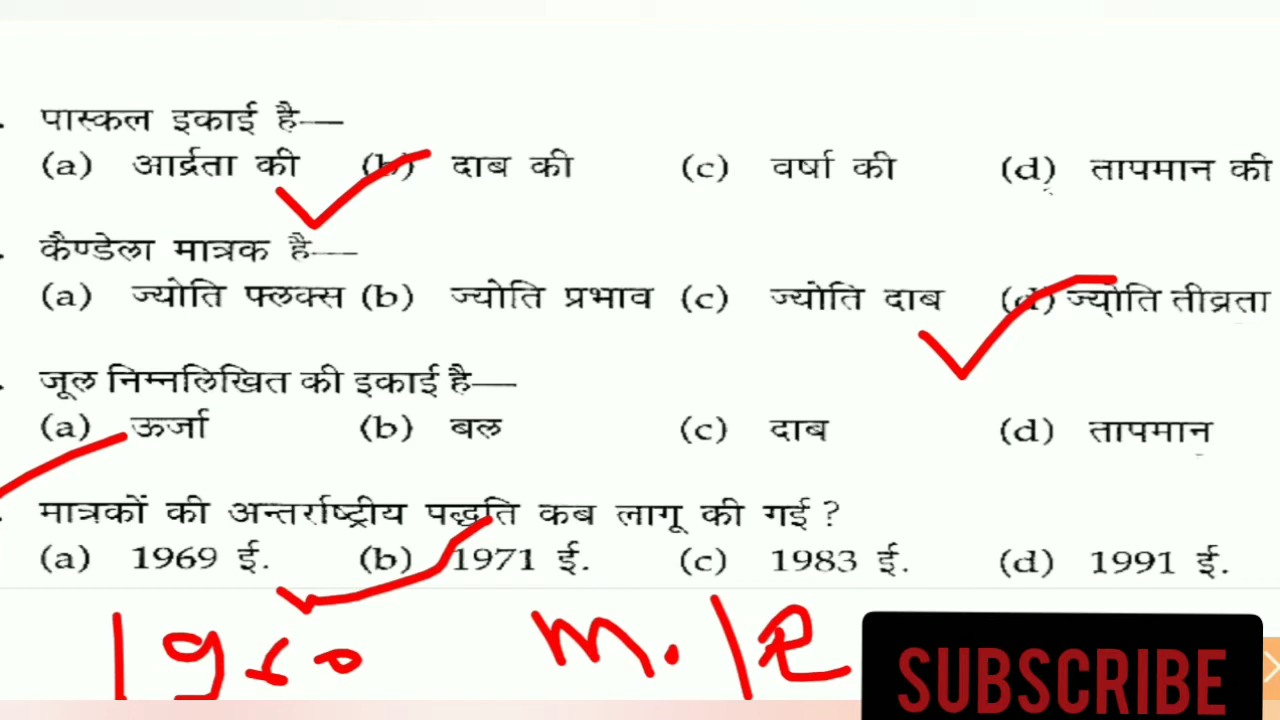 पास्कल इकाई है—
(a) आर्द्रता की (b) दाब की (c) वर्षा की (d) तापमान की
कैण्डेला मात्रक है—
(a) ज्योति फ्लक्स (b) ज्योति प्रभाव (c) ज्योति दाब (d) ज्योति तीव्रता
जूल निम्नलिखित की इकाई है—
(a) ऊर्जा (b) बल (c) दाब (d) तापमान
मात्रकों की अन्तर्राष्ट्रीय पद्धति कब लागू की गई ?
(a) 1969 ई. (b) 1971 ई. (c) 1983 ई. (d) 1991 ई.
1960
SUBSCRIBE